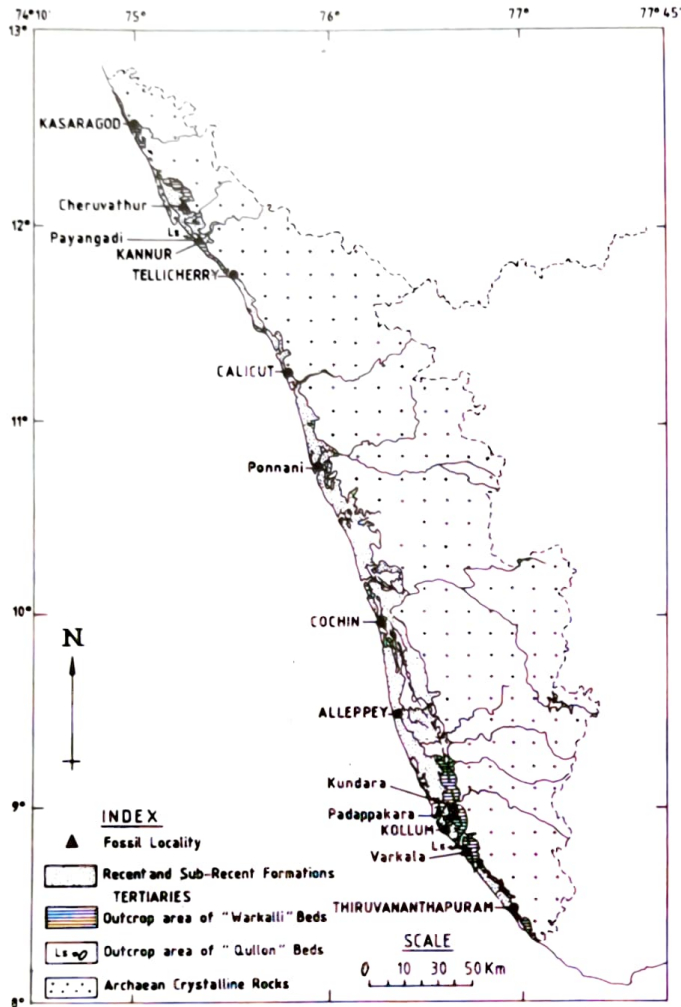 74°10' 75° 76° 77° 77°45'
13°
KASARAGOD
Cheruvathur
12°
Ls
Payangadi
KANNUR
TELLICHERRY
CALICUT
11°
Ponnani
10°
COCHIN
N
ALLEPPEY
Kundara
9°
Padappakara
KOLLUM
Ls
Varkala
THIRUVANANTHAPURAM
INDEX
Fossil Locality
Recent and Sub-Recent Formations
TERTIARIES
Outcrop area of "Warkalli" Beds
Ls Outcrop area of "Qullon" Beds
Archaean Crystalline Rocks
SCALE
0 10 30 40 50 Km
8°